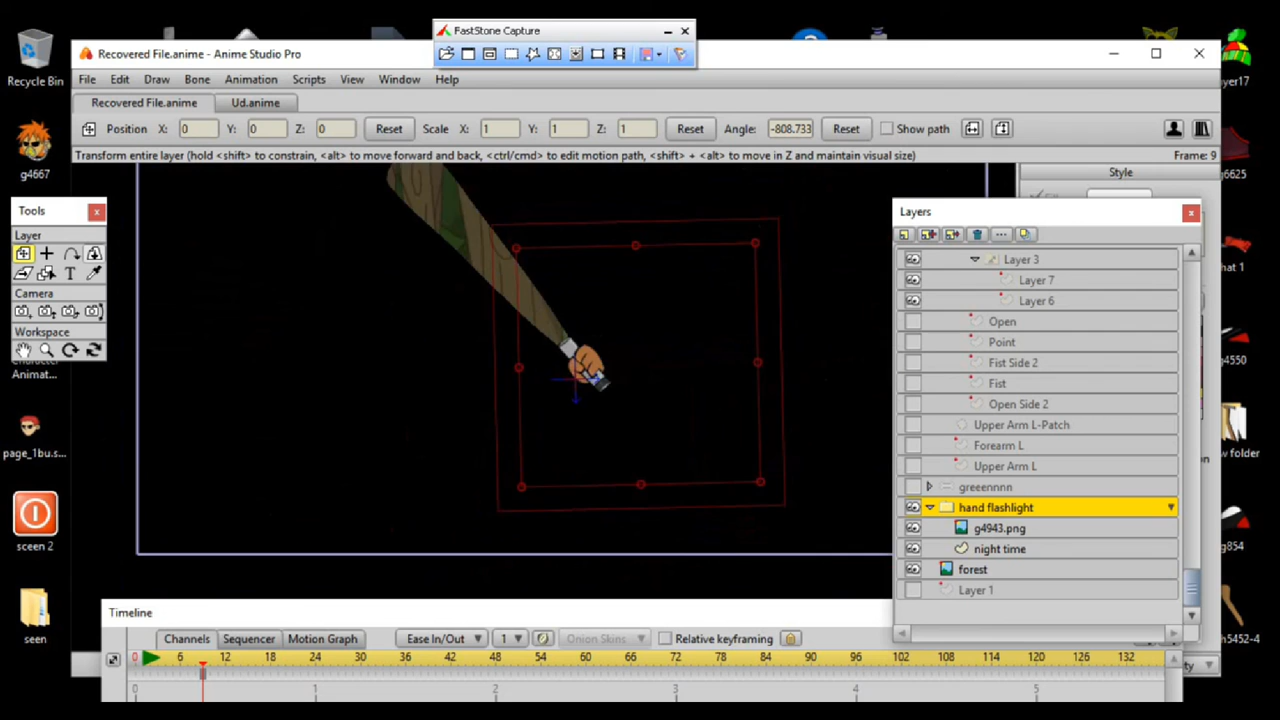 FastStone Capture
Recovered File.anime - Anime Studio Pro
File Edit Draw Bone Animation Scripts View Window Help
Recovered File.anime Ud.anime
Position X: 0 Y: 0 Z: 0 Reset Scale X: 1 Y: 1 Z: 1 Reset Angle: -808.733 Reset Show path
Transform entire layer (hold <shift> to constrain, <alt> to move forward and back, <ctrl/cmd> to edit motion path, <shift> + <alt> to move in Z and maintain visual size) Frame: 9
Style
Recycle Bin
g4667
Tools
Layer
T
Camera
Workspace
Animat...
page_1bu.s...
sceen 2
seen
Layers
Layer 3
Layer 7
Layer 6
Open
Point
Fist Side 2
Fist
Open Side 2
Upper Arm L-Patch
Forearm L
Upper Arm L
greeennnn
hand flashlight
g4943.png
night time
forest
Layer 1
yer17
g6625
hat 1
g4550
v folder
g854
h5452-4
Timeline
Channels Sequencer Motion Graph Ease In/Out 1 Onion Skins Relative keyframing
0 6 12 18 24 30 36 42 48 54 60 66 72 78 84 90 96 102 108 114 120 126 132
0 1 2 3 4 5